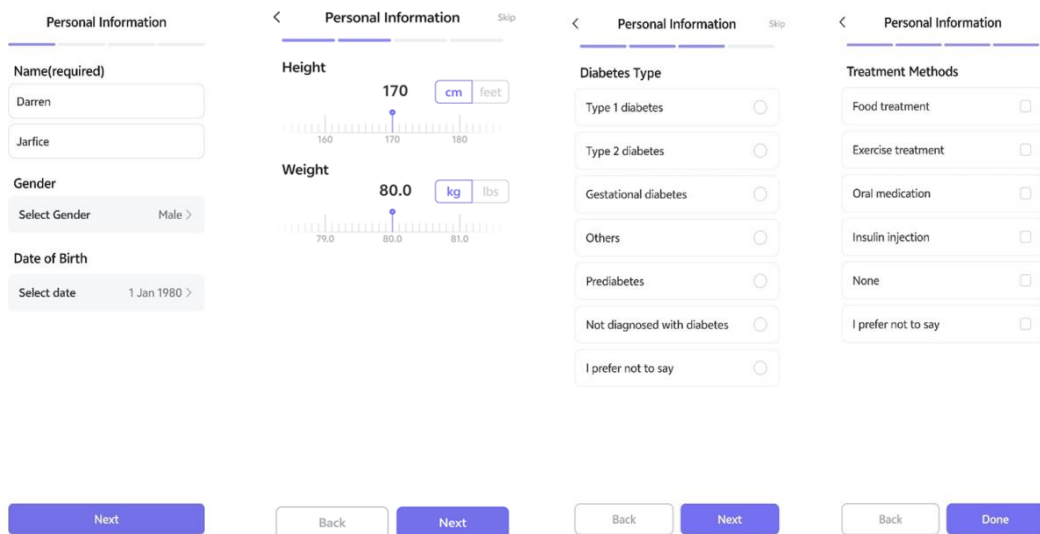 Personal Information
Name(required)
Darren
Jarfice
Gender
Select Gender Male >
Date of Birth
Select date 1 Jan 1980 >
Next
< Personal Information Skip
Height
170 cm feet
160 170 180
Weight
80.0 kg lbs
79.0 80.0 81.0
Back Next
< Personal Information Skip
Diabetes Type
Type 1 diabetes
Type 2 diabetes
Gestational diabetes
Others
Prediabetes
Not diagnosed with diabetes
I prefer not to say
Back Next
< Personal Information
Treatment Methods
Food treatment
Exercise treatment
Oral medication
Insulin injection
None
I prefer not to say
Back Done